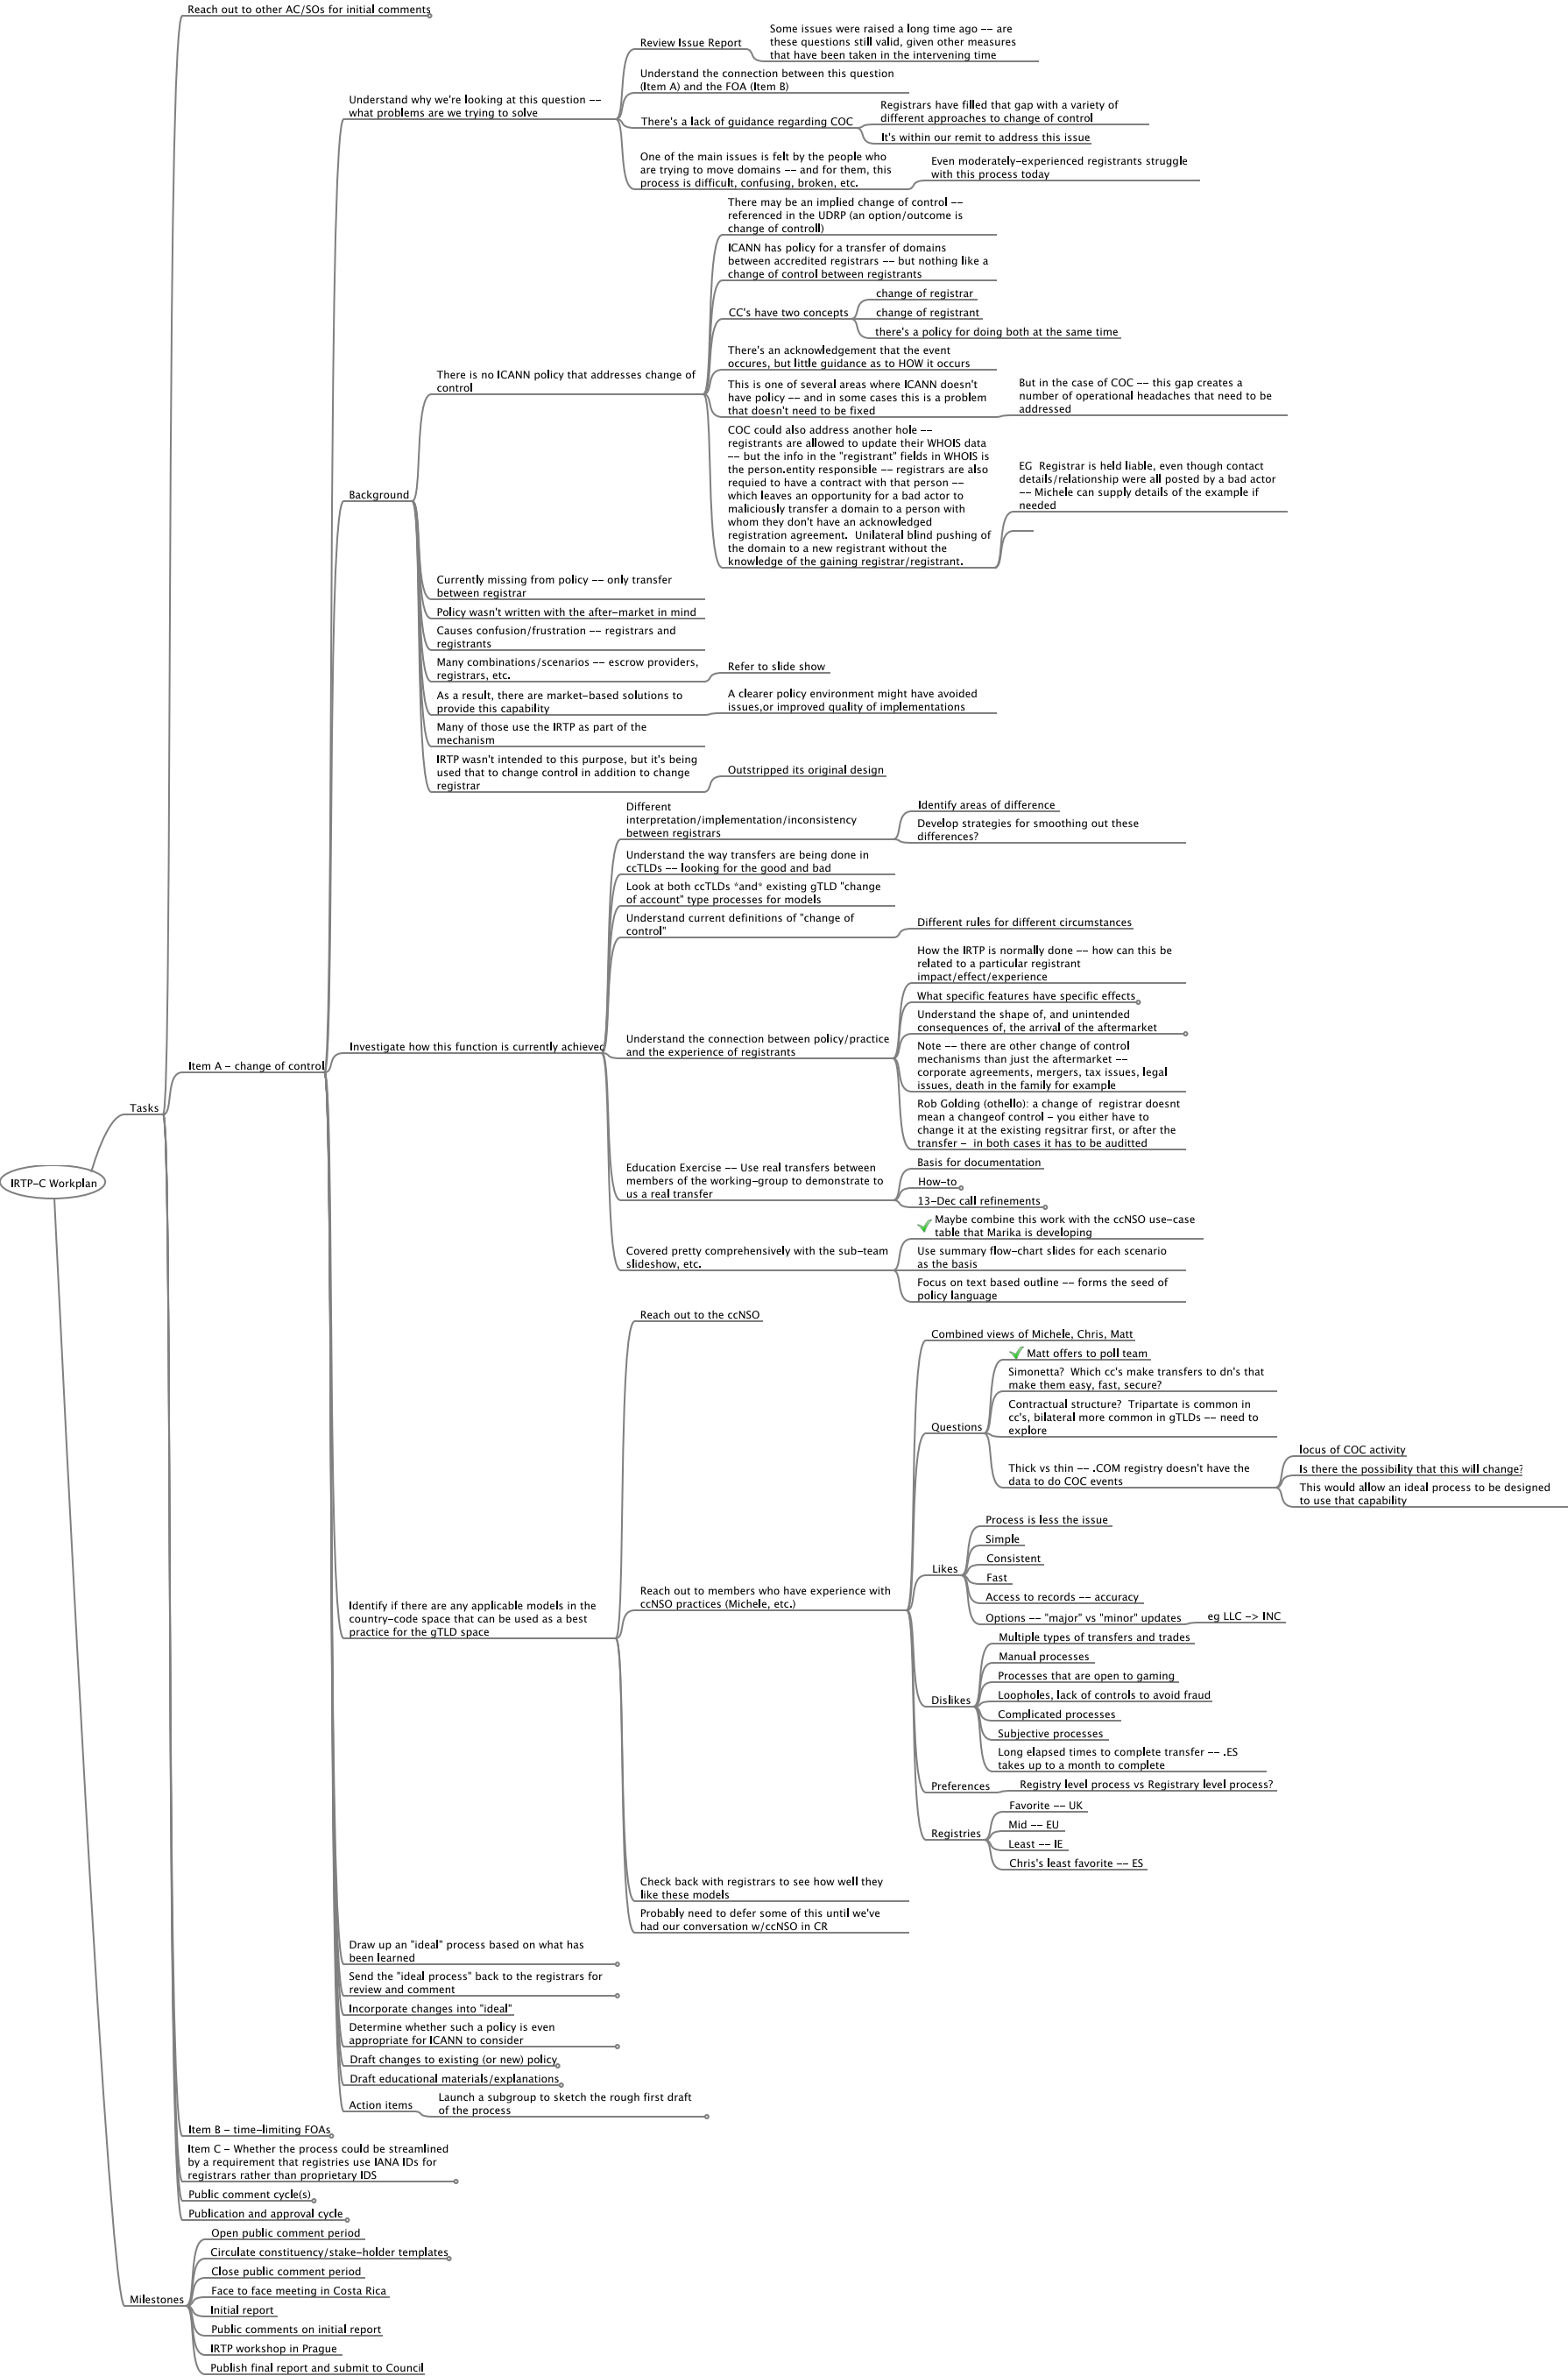 Reach out to other AC/SOs for initial comments
Some issues were raised a long time ago -- are
these questions still valid, given other measures
that have been taken in the intervening time
Review Issue Report
Understand the connection between this question
(Item A) and the FOA (Item B)
Understand why we're looking at this question --
what problems are we trying to solve
Registrars have filled that gap with a variety of
different approaches to change of control
There's a lack of guidance regarding COC
It's within our remit to address this issue
One of the main issues is felt by the people who
are trying to move domains -- and for them, this
process is difficult, confusing, broken, etc.
Even moderately-experienced registrants struggle
with this process today
There may be an implied change of control --
referenced in the UDRP (an option/outcome is
change of controll)
ICANN has policy for a transfer of domains
between accredited registrars -- but nothing like a
change of control between registrants
change of registrar
CC's have two concepts
change of registrant
there's a policy for doing both at the same time
There's an acknowledgement that the event
occures, but little guidance as to HOW it occurs
There is no ICANN policy that addresses change of
control
This is one of several areas where ICANN doesn't
have policy -- and in some cases this is a problem
that doesn't need to be fixed
But in the case of COC -- this gap creates a
number of operational headaches that need to be
addressed
COC could also address another hole --
registrants are allowed to update their WHOIS data
-- but the info in the "registrant" fields in WHOIS is
the person.entity responsible -- registrars are also
requied to have a contract with that person --
which leaves an opportunity for a bad actor to
maliciously transfer a domain to a person with
whom they don't have an acknowledged
registration agreement.  Unilateral blind pushing of
the domain to a new registrant without the
knowledge of the gaining registrar/registrant.
EG  Registrar is held liable, even though contact
details/relationship were all posted by a bad actor
-- Michele can supply details of the example if
needed
Background
Currently missing from policy -- only transfer
between registrar
Policy wasn't written with the after-market in mind
Causes confusion/frustration -- registrars and
registrants
Many combinations/scenarios -- escrow providers,
registrars, etc.
Refer to slide show
As a result, there are market-based solutions to
provide this capability
A clearer policy environment might have avoided
issues,or improved quality of implementations
Many of those use the IRTP as part of the
mechanism
IRTP wasn't intended to this purpose, but it's being
used that to change control in addition to change
registrar
Outstripped its original design
Different
interpretation/implementation/inconsistency
between registrars
Identify areas of difference
Develop strategies for smoothing out these
differences?
Understand the way transfers are being done in
ccTLDs -- looking for the good and bad
Look at both ccTLDs *and* existing gTLD "change
of account" type processes for models
Understand current definitions of "change of
control"
Different rules for different circumstances
How the IRTP is normally done -- how can this be
related to a particular registrant
impact/effect/experience
What specific features have specific effects
Understand the shape of, and unintended
consequences of, the arrival of the aftermarket
Understand the connection between policy/practice
and the experience of registrants
Note -- there are other change of control
mechanisms than just the aftermarket --
corporate agreements, mergers, tax issues, legal
issues, death in the family for example
Investigate how this function is currently achieved
Item A - change of control
Rob Golding (othello): a change of  registrar doesnt
mean a changeof control - you either have to
change it at the existing regsitrar first, or after the
transfer -  in both cases it has to be auditted
Tasks
Education Exercise -- Use real transfers between
members of the working-group to demonstrate to
us a real transfer
Basis for documentation
How-to
13-Dec call refinements
IRTP-C Workplan
Maybe combine this work with the ccNSO use-case
table that Marika is developing
Covered pretty comprehensively with the sub-team
slideshow, etc.
Use summary flow-chart slides for each scenario
as the basis
Focus on text based outline -- forms the seed of
policy language
Reach out to the ccNSO
Combined views of Michele, Chris, Matt
Matt offers to poll team
Simonetta?  Which cc's make transfers to dn's that
make them easy, fast, secure?
Questions
Contractual structure?  Tripartate is common in
cc's, bilateral more common in gTLDs -- need to
explore
Thick vs thin -- .COM registry doesn't have the
data to do COC events
locus of COC activity
Is there the possibility that this will change?
This would allow an ideal process to be designed
to use that capability
Process is less the issue
Simple
Consistent
Likes
Fast
Access to records -- accuracy
Options -- "major" vs "minor" updates
eg LLC -> INC
Reach out to members who have experience with
ccNSO practices (Michele, etc.)
Identify if there are any applicable models in the
country-code space that can be used as a best
practice for the gTLD space
Multiple types of transfers and trades
Manual processes
Processes that are open to gaming
Dislikes
Loopholes, lack of controls to avoid fraud
Complicated processes
Subjective processes
Long elapsed times to complete transfer -- .ES
takes up to a month to complete
Preferences
Registry level process vs Registrary level process?
Favorite -- UK
Mid -- EU
Registries
Least -- IE
Chris's least favorite -- ES
Check back with registrars to see how well they
like these models
Probably need to defer some of this until we've
had our conversation w/ccNSO in CR
Draw up an "ideal" process based on what has
been learned
Send the "ideal process" back to the registrars for
review and comment
Incorporate changes into "ideal"
Determine whether such a policy is even
appropriate for ICANN to consider
Draft changes to existing (or new) policy
Draft educational materials/explanations
Action items
Launch a subgroup to sketch the rough first draft
of the process
Item B - time-limiting FOAs
Item C - Whether the process could be streamlined
by a requirement that registries use IANA IDs for
registrars rather than proprietary IDS
Public comment cycle(s)
Publication and approval cycle
Open public comment period
Circulate constituency/stake-holder templates
Close public comment period
Face to face meeting in Costa Rica
Milestones
Initial report
Public comments on initial report
IRTP workshop in Prague
Publish final report and submit to Council